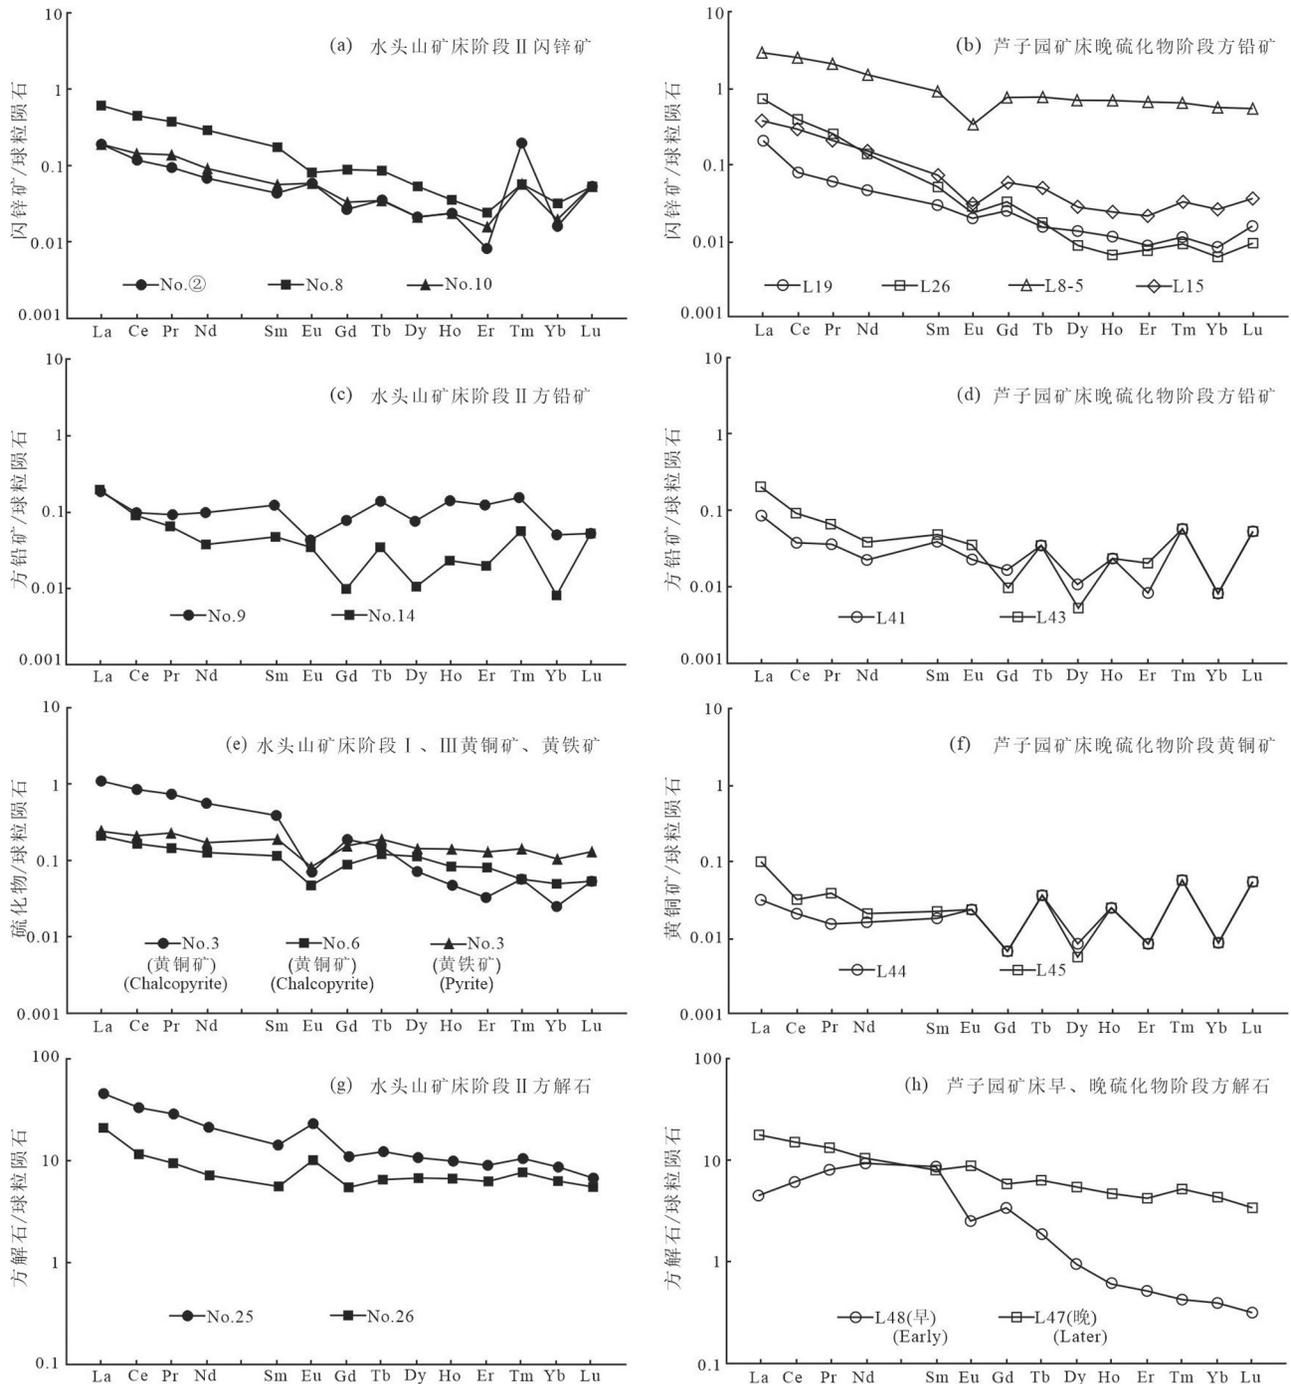 (a) 水头山矿床阶段Ⅱ闪锌矿
闪锌矿/球粒陨石
10
1
0.1
0.01
0.001
No.② No.8 No.10
La Ce Pr Nd Sm Eu Gd Tb Dy Ho Er Tm Yb Lu
(b) 芦子园矿床晚硫化物阶段方铅矿
闪锌矿/球粒陨石
10
1
0.1
0.01
0.001
L19 L26 L8-5 L15
La Ce Pr Nd Sm Eu Gd Tb Dy Ho Er Tm Yb Lu
(c) 水头山矿床阶段Ⅱ方铅矿
方铅矿/球粒陨石
10
1
0.1
0.01
0.001
No.9 No.14
La Ce Pr Nd Sm Eu Gd Tb Dy Ho Er Tm Yb Lu
(d) 芦子园矿床晚硫化物阶段方铅矿
方铅矿/球粒陨石
10
1
0.1
0.01
0.001
L41 L43
La Ce Pr Nd Sm Eu Gd Tb Dy Ho Er Tm Yb Lu
(e) 水头山矿床阶段Ⅰ、Ⅲ黄铜矿、黄铁矿
硫化物/球粒陨石
10
1
0.1
0.01
0.001
No.3 No.6 No.3
(黄铜矿) (黄铜矿) (黄铁矿)
(Chalcopyrite) (Chalcopyrite) (Pyrite)
La Ce Pr Nd Sm Eu Gd Tb Dy Ho Er Tm Yb Lu
(f) 芦子园矿床晚硫化物阶段黄铜矿
黄铜矿/球粒陨石
10
1
0.1
0.01
0.001
L44 L45
La Ce Pr Nd Sm Eu Gd Tb Dy Ho Er Tm Yb Lu
(g) 水头山矿床阶段Ⅱ方解石
方解石/球粒陨石
100
10
1
0.1
No.25 No.26
La Ce Pr Nd Sm Eu Gd Tb Dy Ho Er Tm Yb Lu
(h) 芦子园矿床早、晚硫化物阶段方解石
方解石/球粒陨石
100
10
1
0.1
L48(早) L47(晚)
(Early) (Later)
La Ce Pr Nd Sm Eu Gd Tb Dy Ho Er Tm Yb Lu